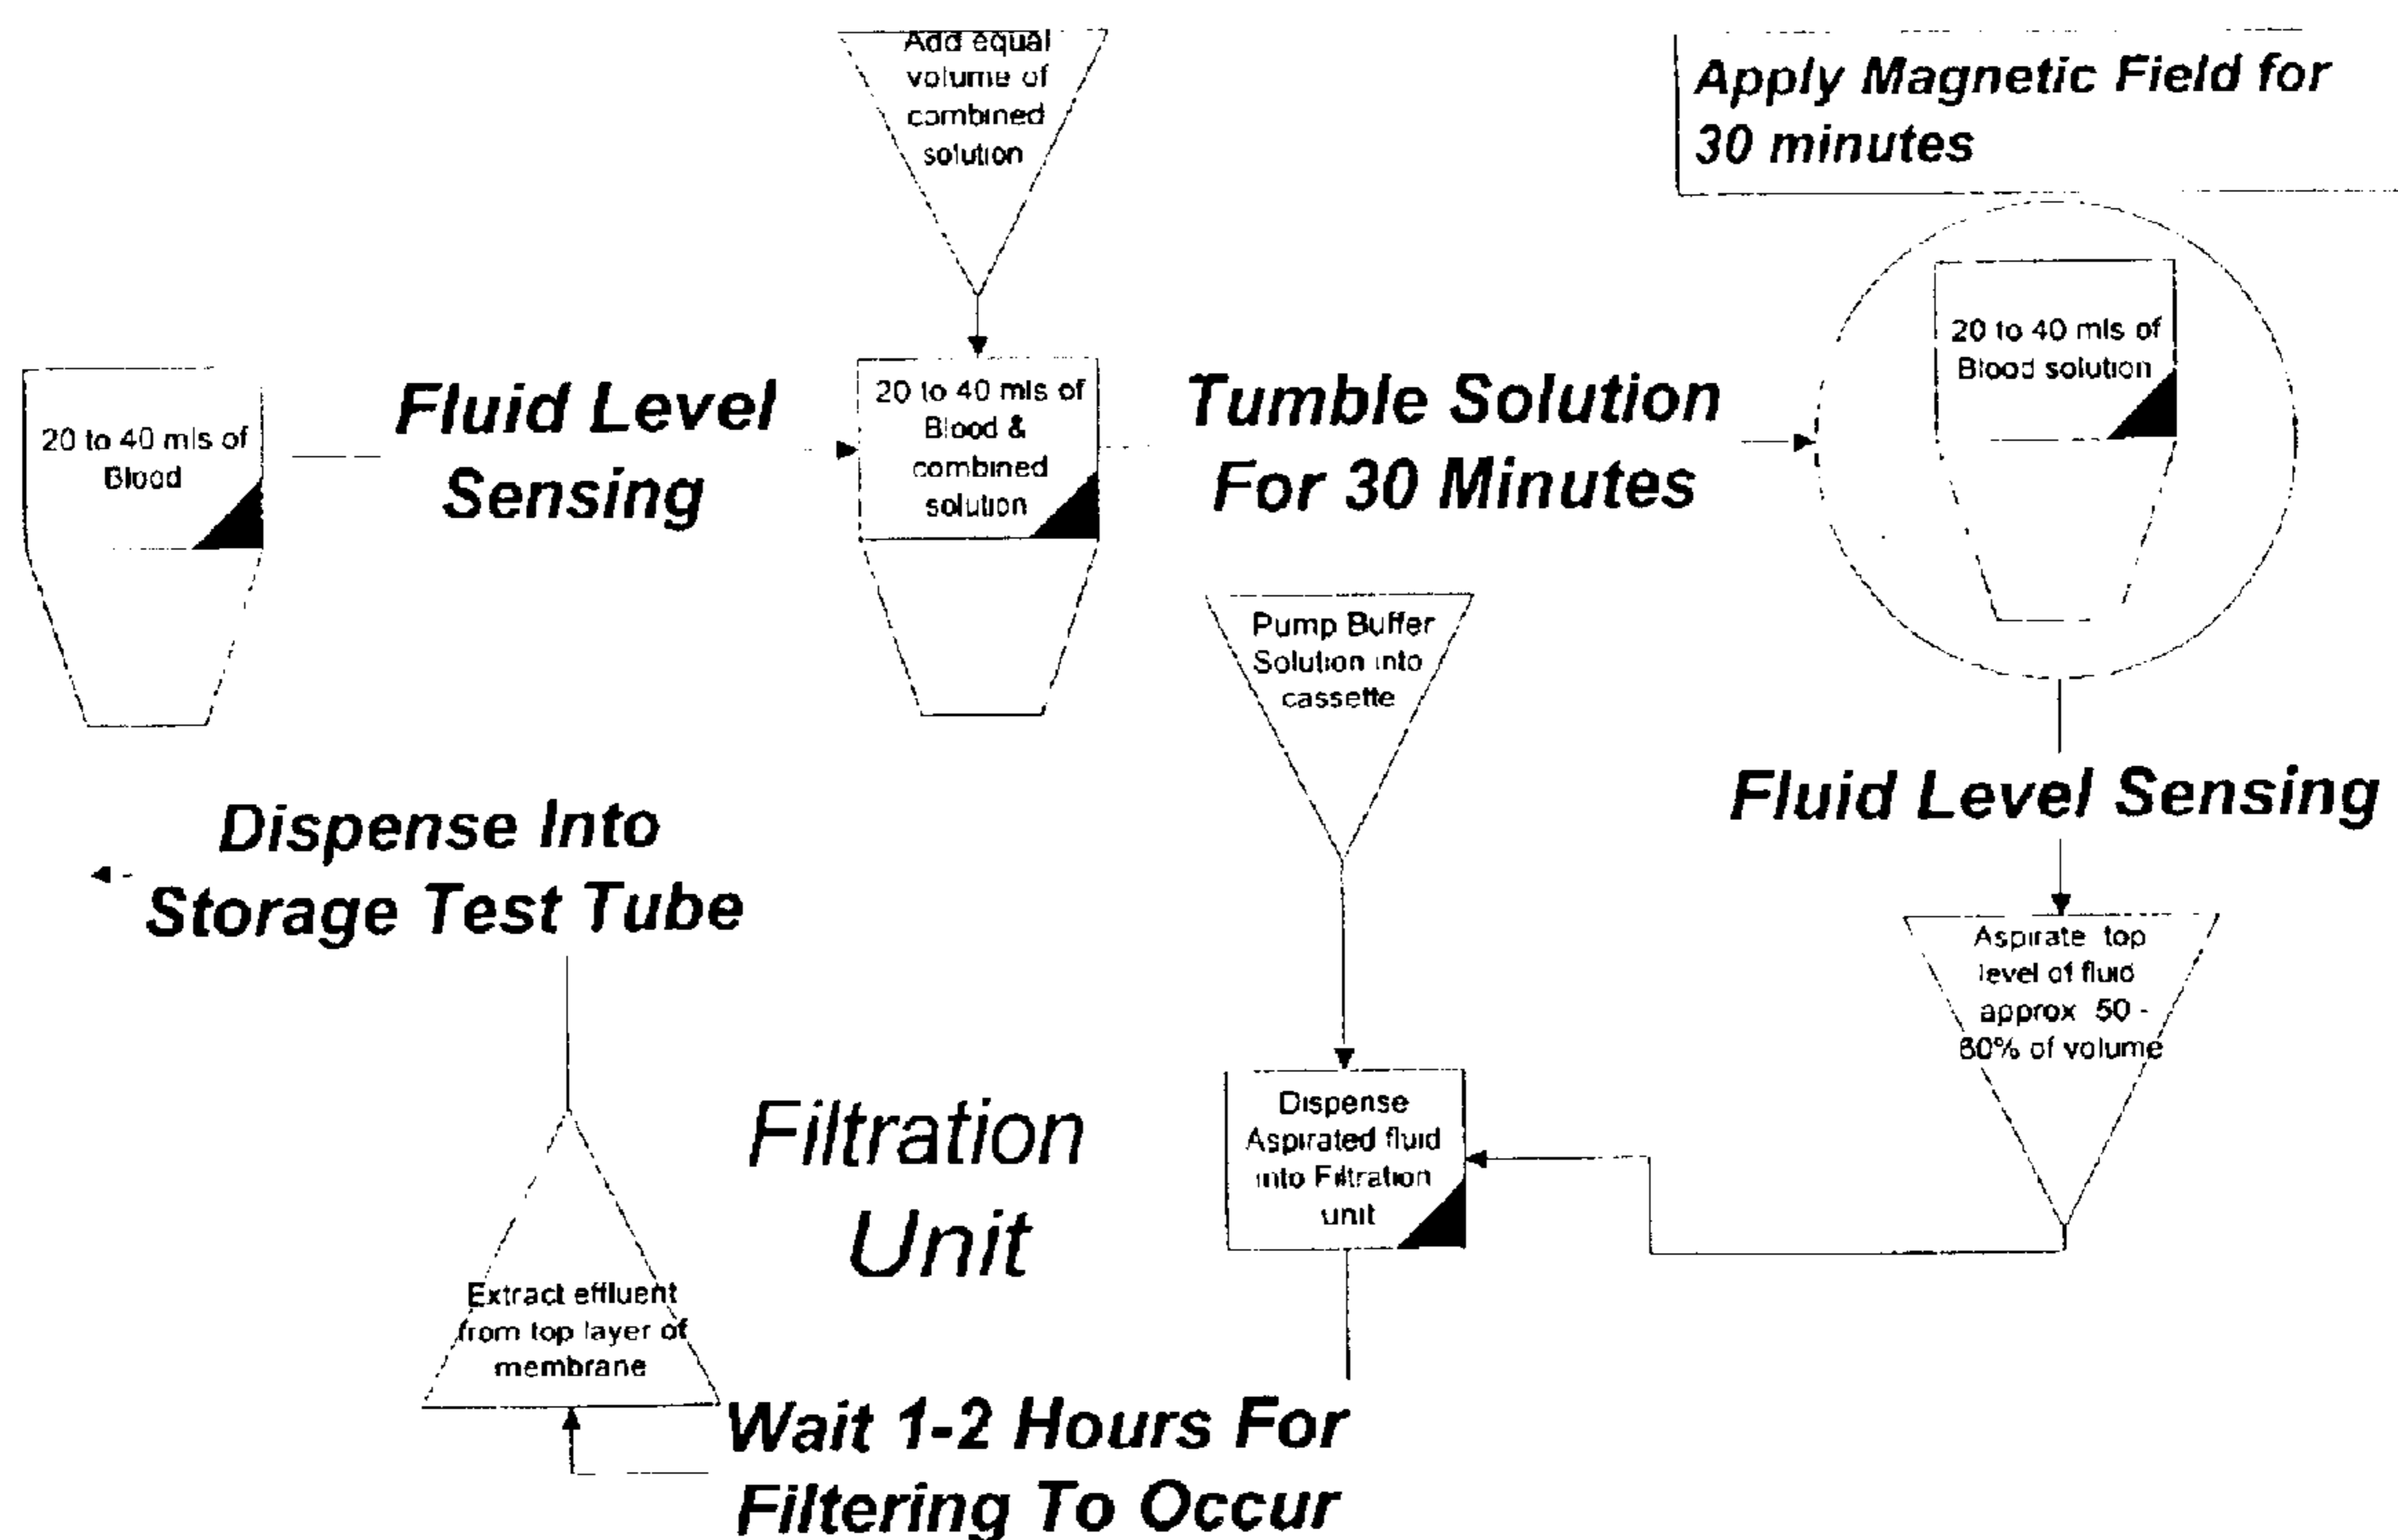 Add equal
volume of
combined
solution
Apply Magnetic Field for
30 minutes
20 to 40 mls of
Blood
Fluid Level
Sensing
20 to 40 mls of
Blood &
combined
solution
Tumble Solution
For 30 Minutes
20 to 40 mls of
Blood solution
Pump Buffer
Solution into
cassette
Fluid Level Sensing
Aspirate top
level of fluid
approx 50 -
of volume
Dispense
Aspirated fluid
into Filtration
unit
Dispense Into
Storage Test Tube
Filtration
Unit
Extract effluent
from top layer of
membrane
Wait 1-2 Hours For
Filtering To Occur